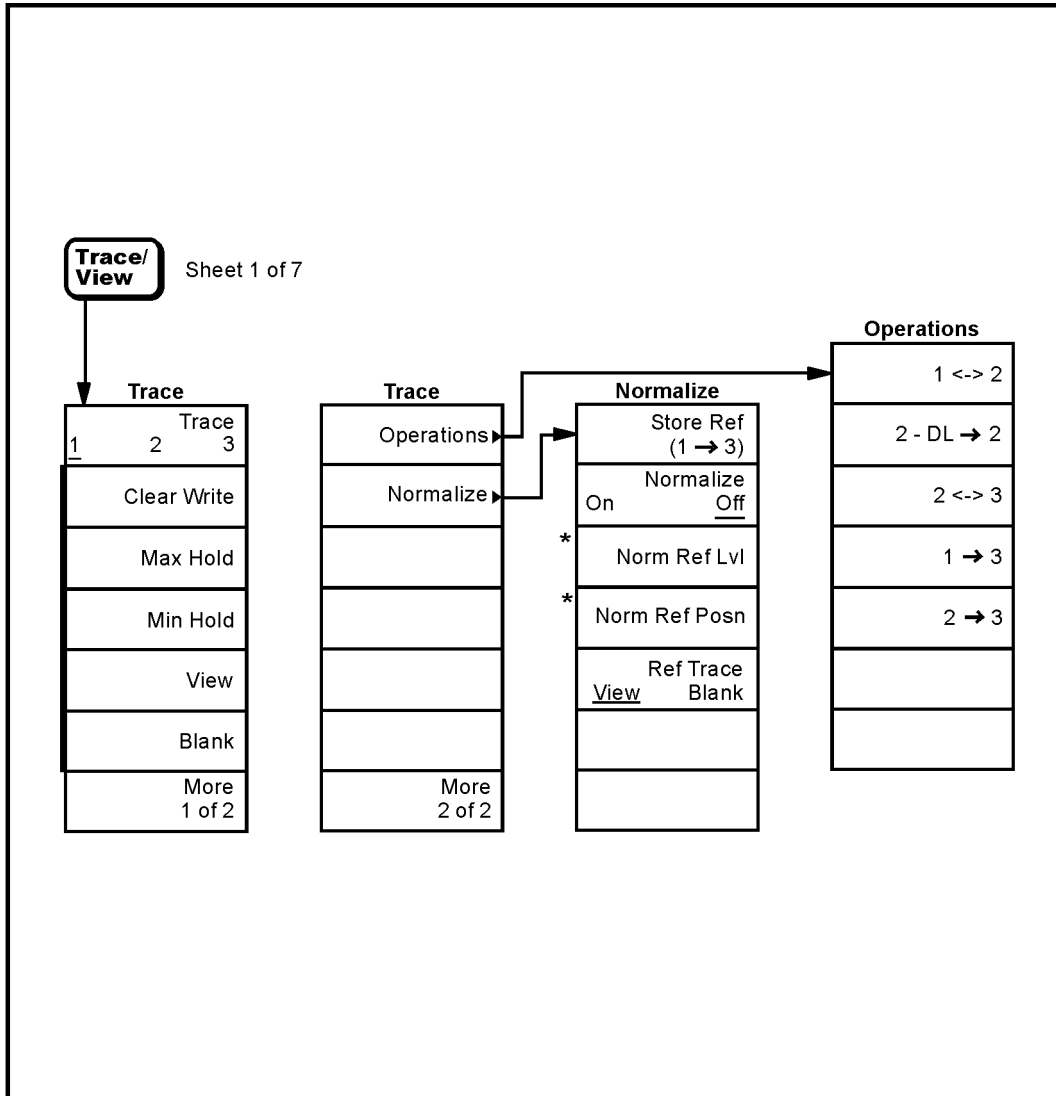 Trace/
View
Sheet 1 of 7
Trace
Trace
1 2 3
Clear Write
Max Hold
Min Hold
View
Blank
More
1 of 2
Trace
Operations
Normalize
More
2 of 2
Normalize
Store Ref
(1 → 3)
Normalize
On Off
*
Norm Ref Lvl
*
Norm Ref Posn
Ref Trace
View Blank
Operations
1 <-> 2
2 - DL → 2
2 <-> 3
1 → 3
2 → 3